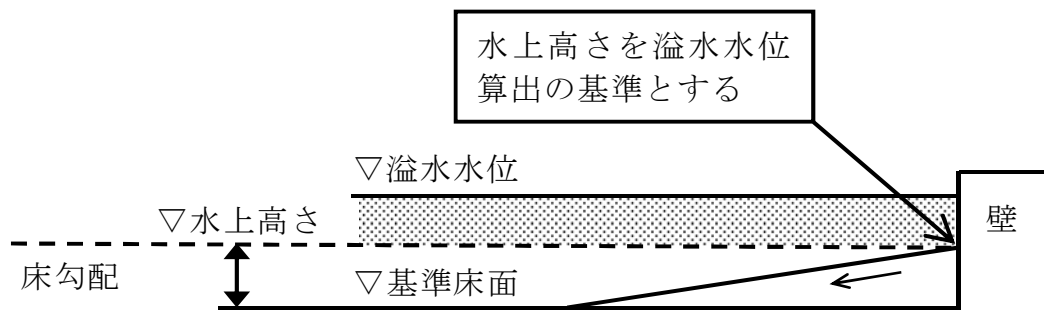 水上高さを溢水水位
算出の基準とする
▽溢水水位
▽水上高さ
壁
床勾配
▽基準床面